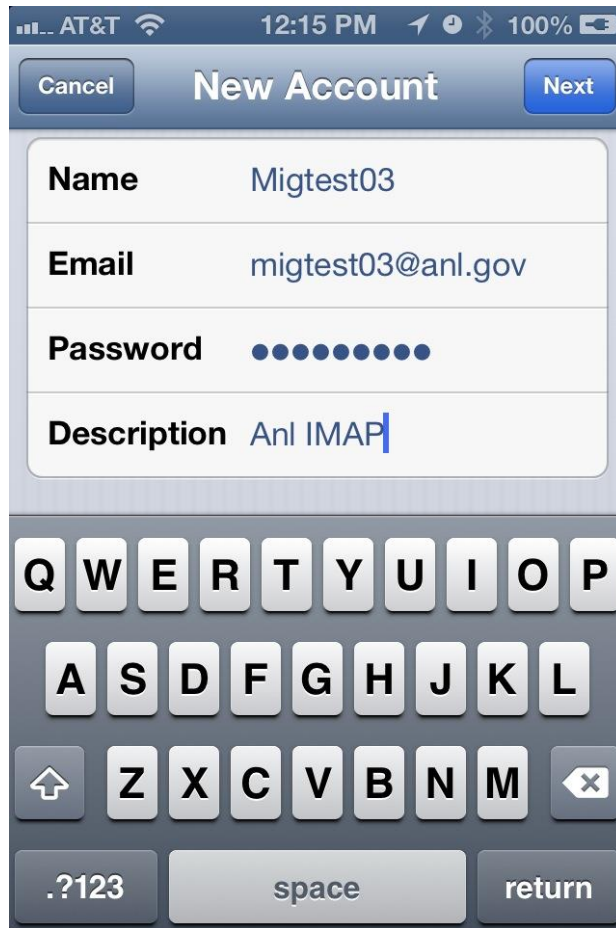 AT&T 12:15 PM 100%
Cancel New Account Next
Name Migtest03
Email migtest03@anl.gov
Password ●●●●●●●●●
Description Anl IMAP
Q W E R T Y U I O P
A S D F G H J K L
Z X C V B N M
.?123 space return